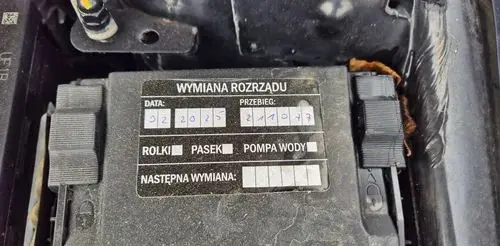 WYMIANA ROZRZĄDU
DATA: PRZEBIEG:
02 2025 211077
ROLKI PASEK POMPA WODY
NASTĘPNA WYMIANA: